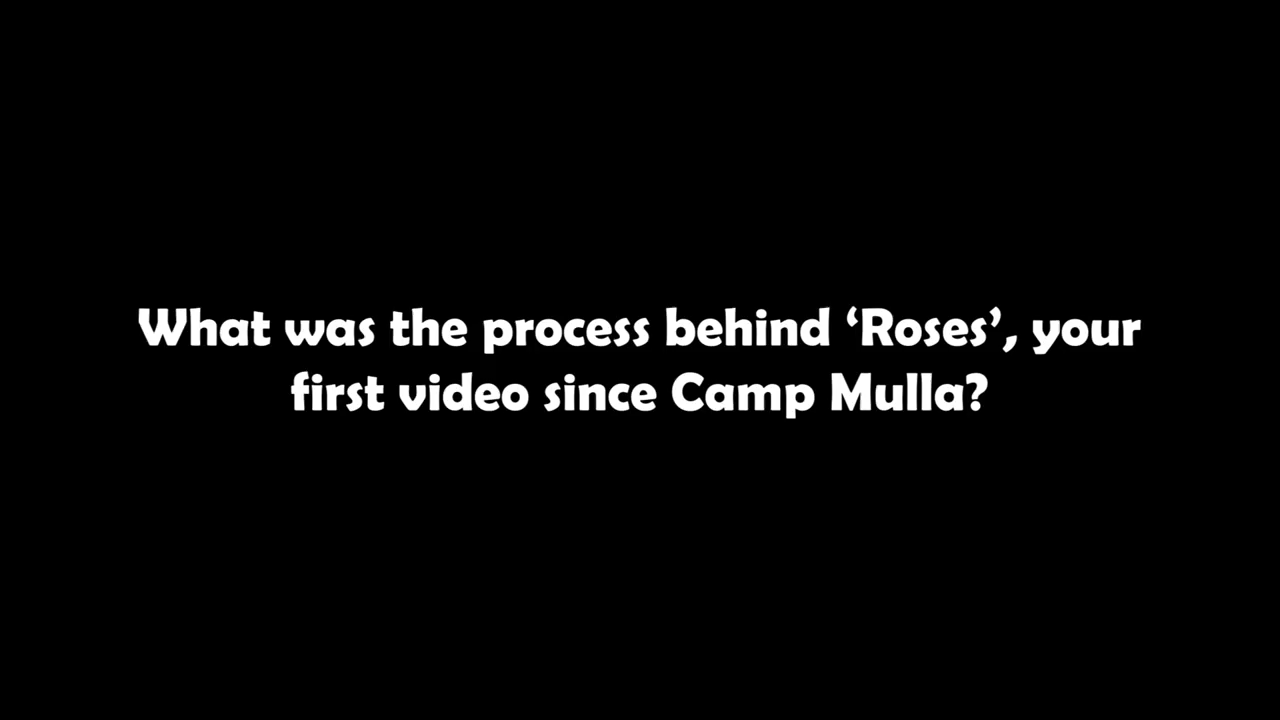 What was the process behind ‘Roses’, your
first video since Camp Mulla?